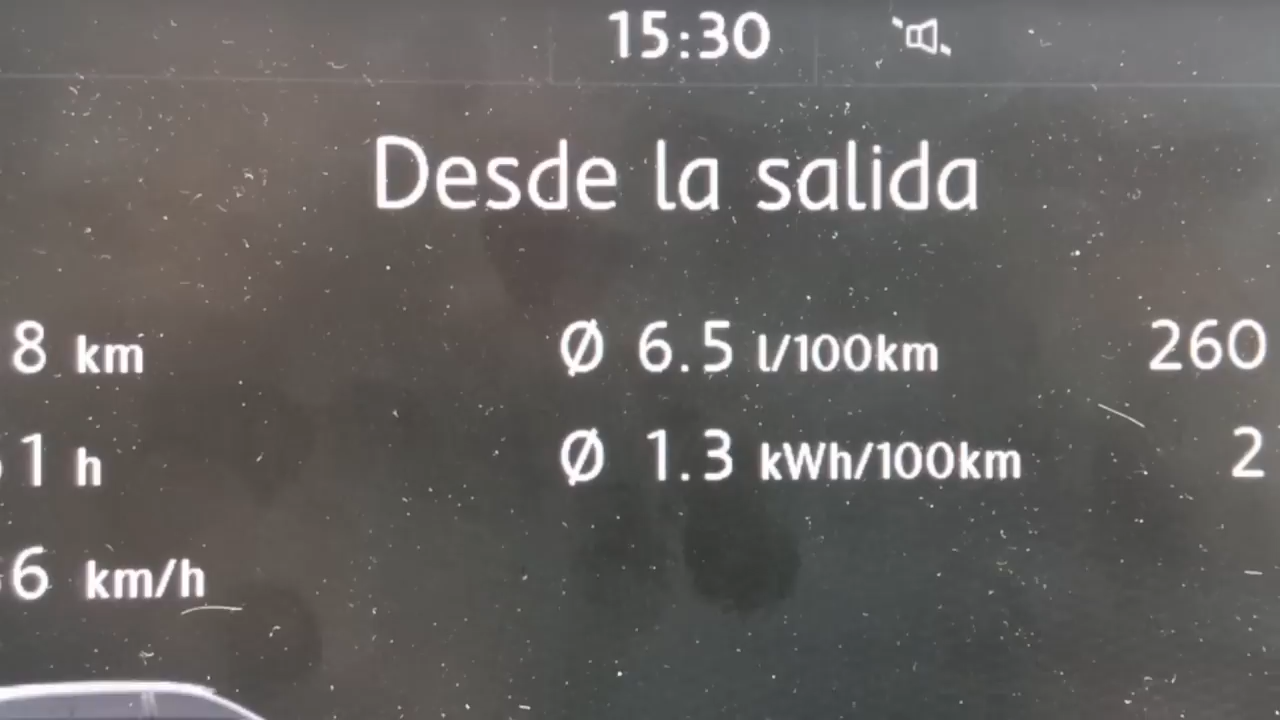 15:30
Desde la salida
8 km Ø 6.5 l/100km 260
1 h Ø 1.3 kWh/100km 2
6 km/h